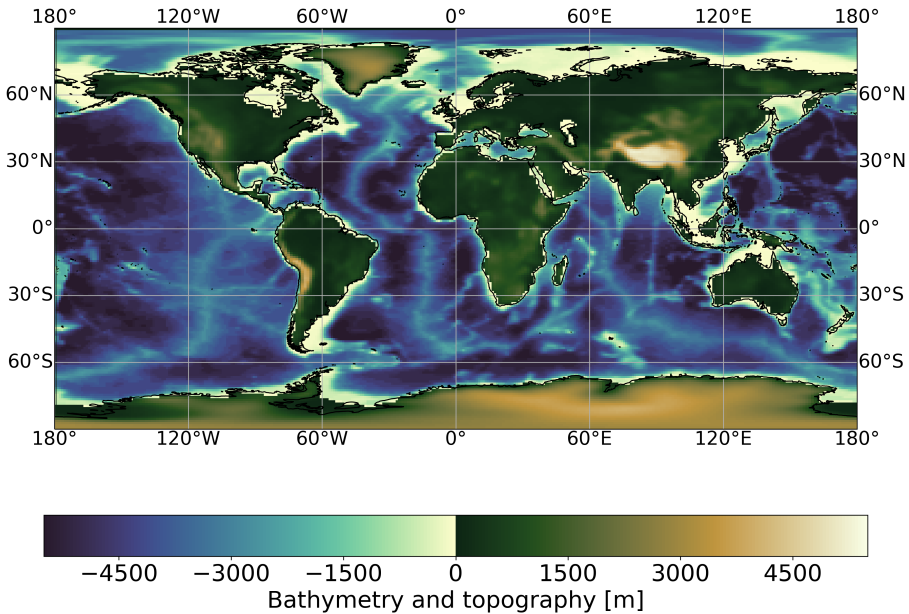 180° 120°W 60°W 0° 60°E 120°E 180°
60°N 60°N
30°N 30°N
0° 0°
30°S 30°S
60°S 60°S
180° 120°W 60°W 0° 60°E 120°E 180°
−4500 −3000 −1500 0 1500 3000 4500
Bathymetry and topography [m]